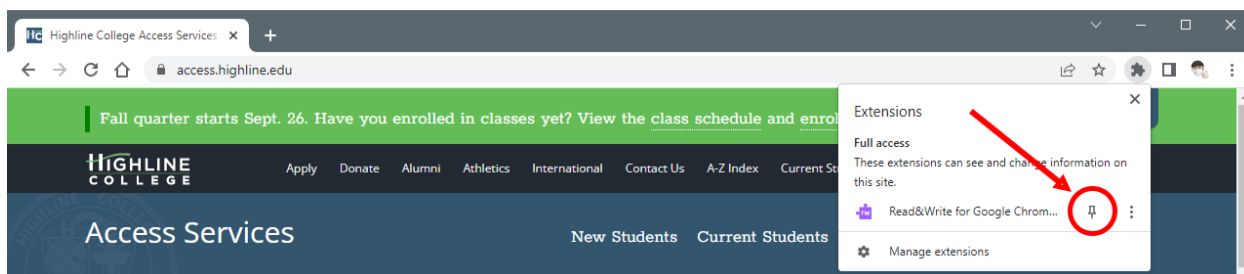 Highline College Access Services
access.highline.edu
Fall quarter starts Sept. 26. Have you enrolled in classes yet? View the class schedule and enrol
HIGHLINE
COLLEGE
Apply Donate Alumni Athletics International Contact Us A-Z Index Current St
Access Services
New Students Current Students
Extensions
Full access
These extensions can see and change information on
this site.
rw Read&Write for Google Chrom...
Manage extensions